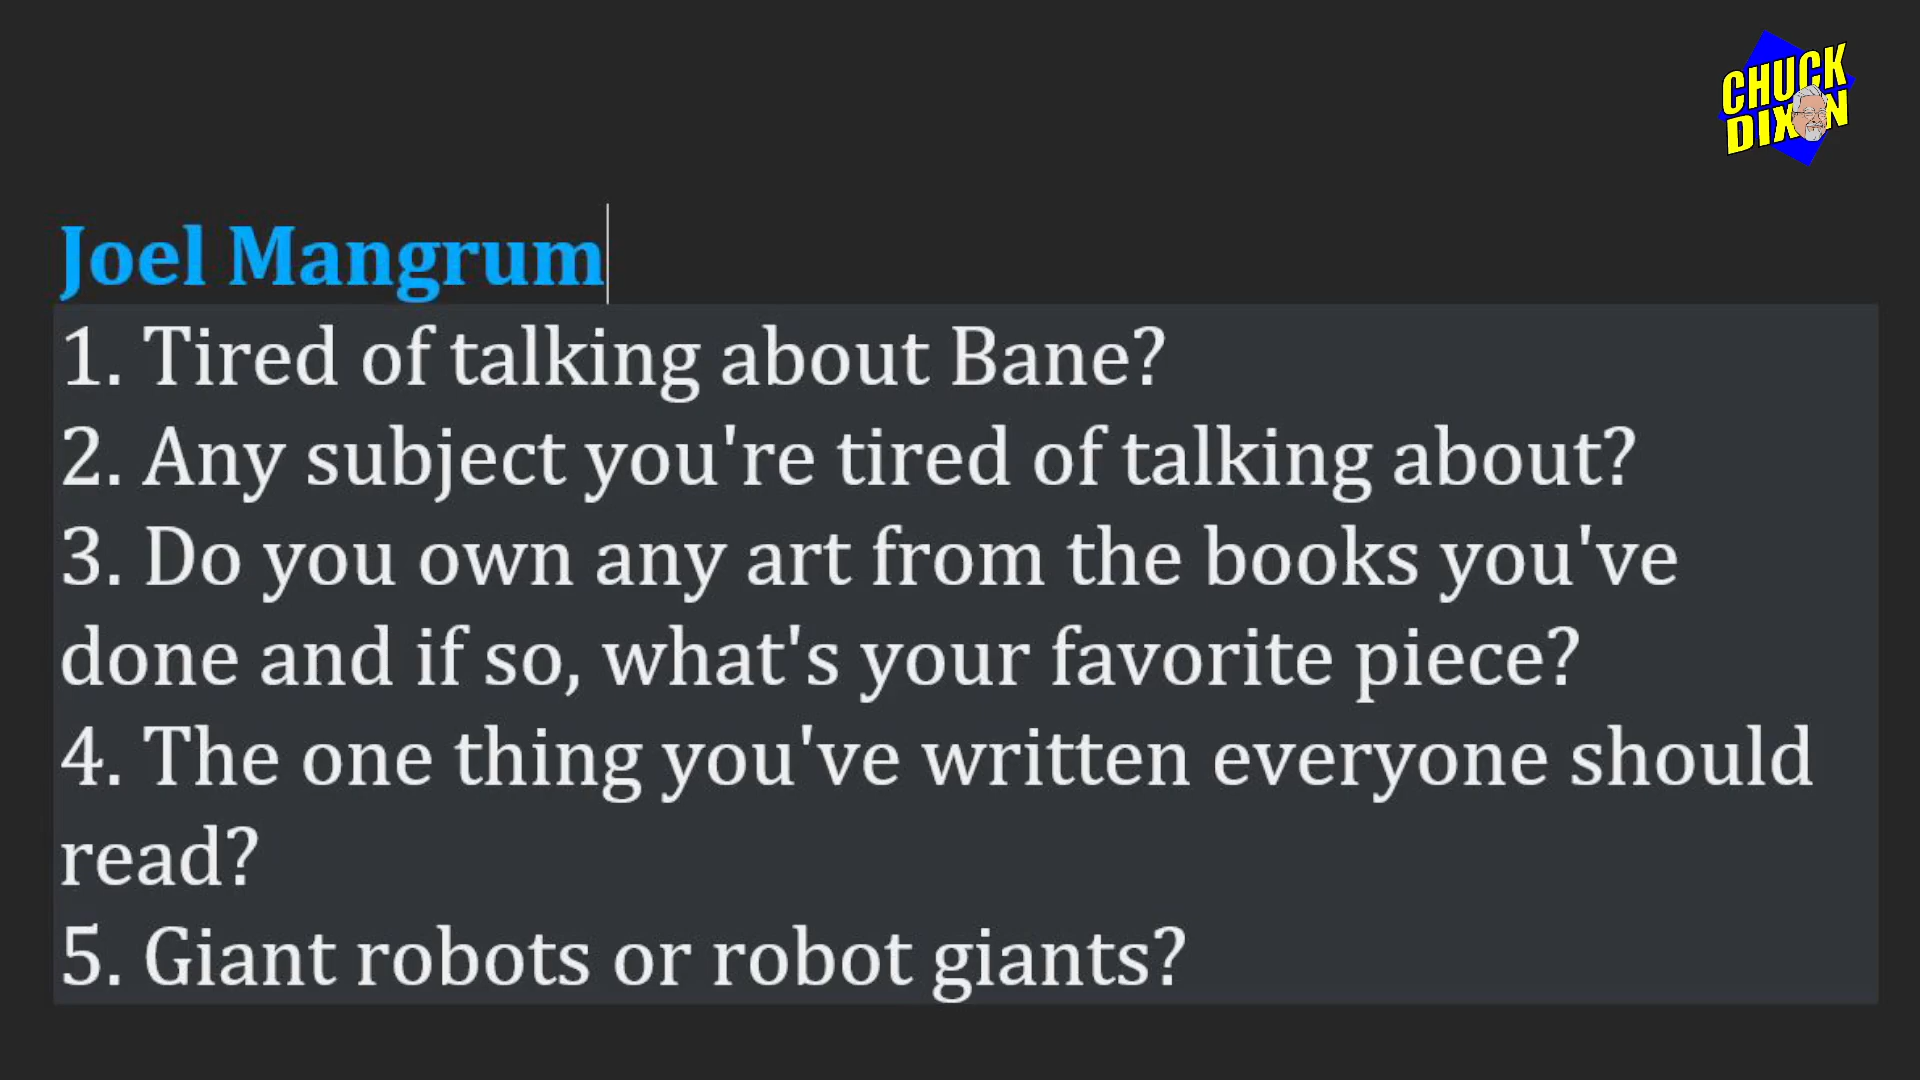 CHUCK
DIXON
Joel Mangrum
1. Tired of talking about Bane?
2. Any subject you're tired of talking about?
3. Do you own any art from the books you've
done and if so, what's your favorite piece?
4. The one thing you've written everyone should
read?
5. Giant robots or robot giants?